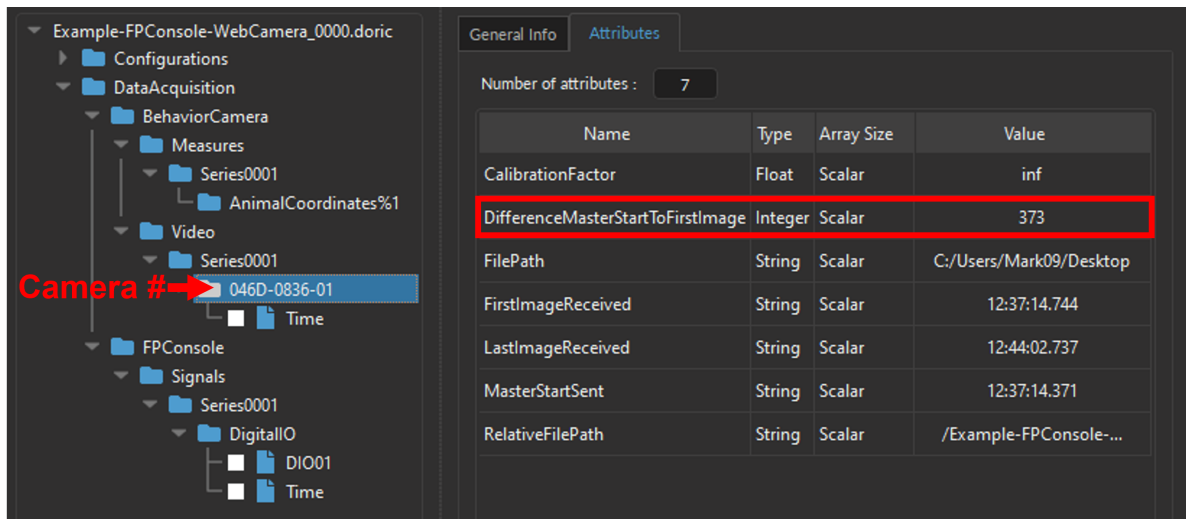 Example-FPConsole-WebCamera_0000.doric
Configurations
DataAcquisition
BehaviorCamera
Measures
Series0001
AnimalCoordinates%1
Video
Series0001
Camera #
046D-0836-01
Time
FPConsole
Signals
Series0001
DigitalIO
DIO01
Time
General Info Attributes
Number of attributes : 7
Name Type Array Size Value
CalibrationFactor Float Scalar inf
DifferenceMasterStartToFirstImage Integer Scalar 373
FilePath String Scalar C:/Users/Mark09/Desktop
FirstImageReceived String Scalar 12:37:14.744
LastImageReceived String Scalar 12:44:02.737
MasterStartSent String Scalar 12:37:14.371
RelativeFilePath String Scalar /Example-FPConsole-...